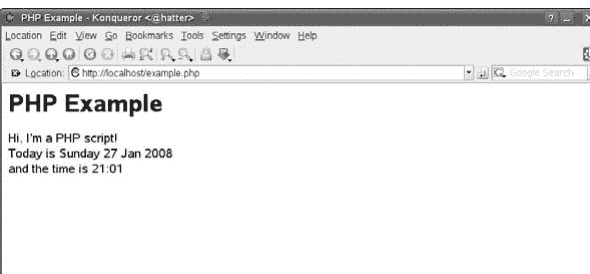 PHP Example - Konqueror <@hatter>
Location Edit View Go Bookmarks Tools Settings Window Help
Location: http://localhost/example.php Google Search
PHP Example
Hi, I'm a PHP script!
Today is Sunday 27 Jan 2008
and the time is 21:01